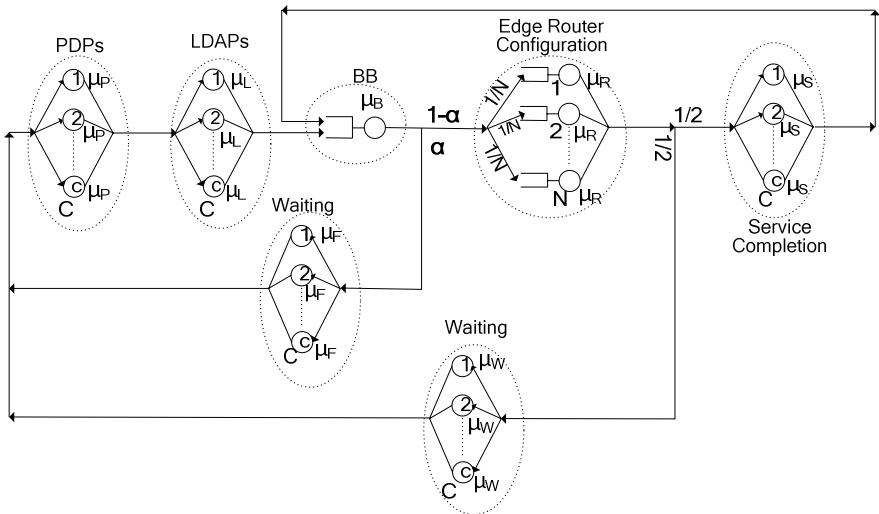 PDPs
LDAPs
Edge Router
Configuration
BB
1 μP
2
μP
c μP
C
1 μL
2
μL
c μL
C
μB
1-α
α
1/N
1/N
1/N
1 μR
2 μR
N μR
1/2
1/2
1 μS
2 μS
c μS
C
Service
Completion
Waiting
1 μF
2
μF
c μF
C
Waiting
1 μW
2
μW
c μW
C